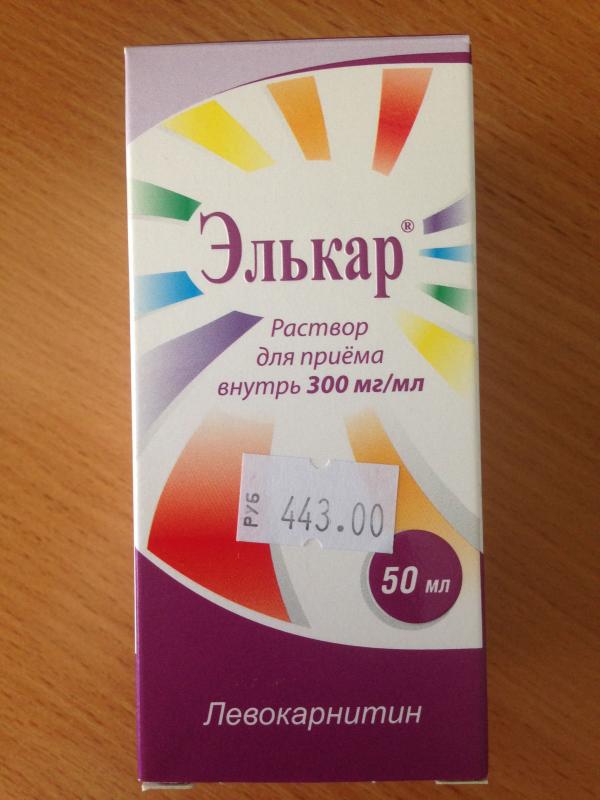 Элькар®
Раствор
для приёма
внутрь 300 мг/мл
РУБ 443.00
50 мл
Левокарнитин